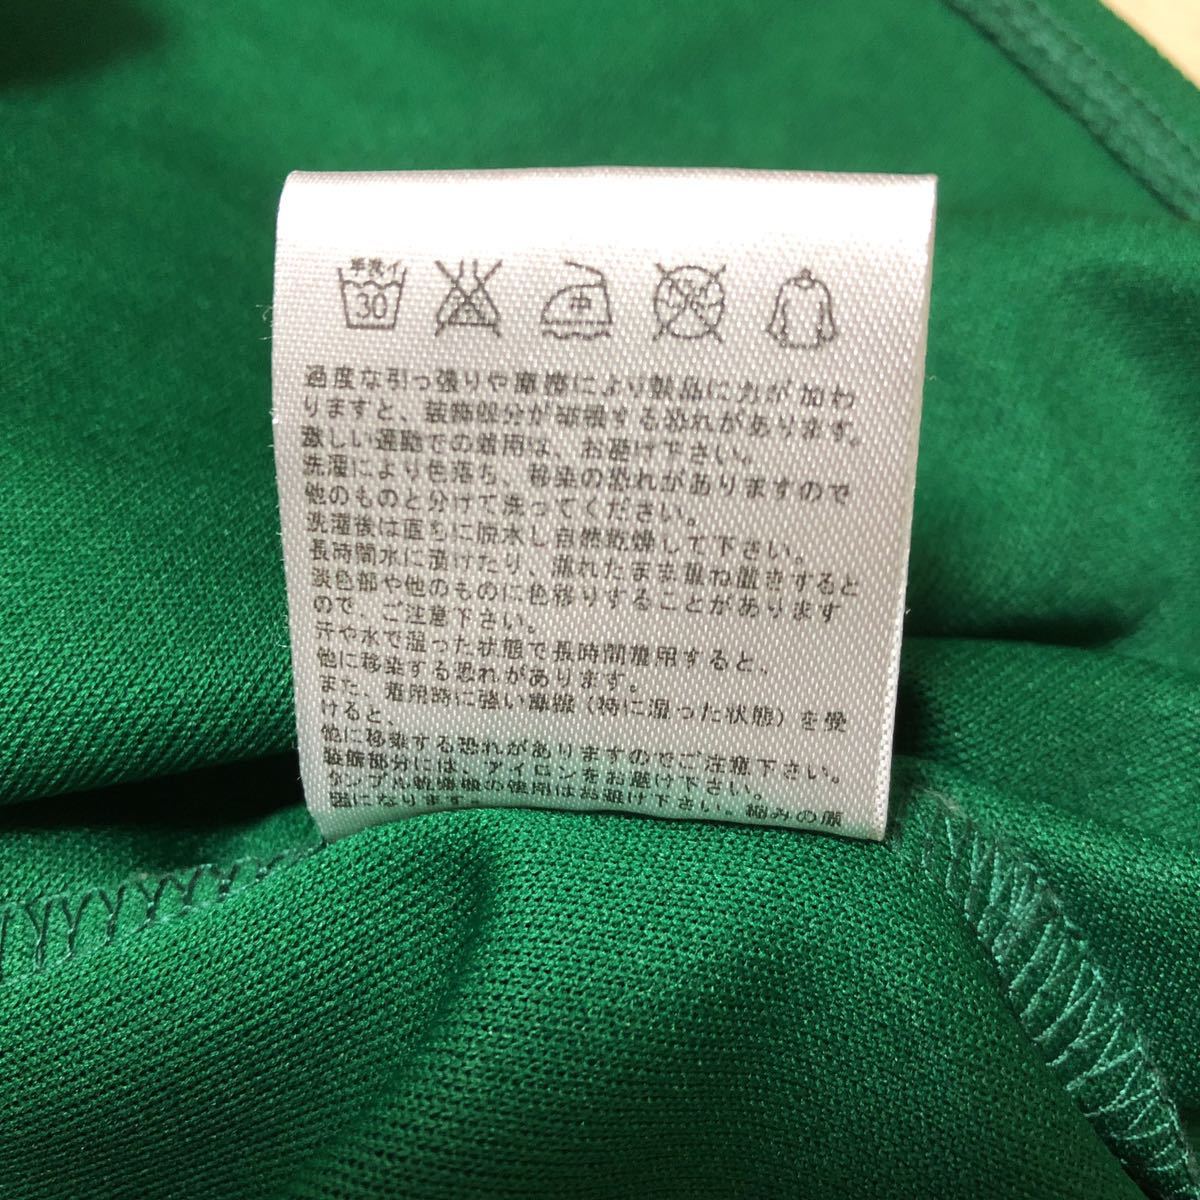 手洗イ
30
中
過度な引っ張りや摩擦により製品に力が加わ
りますと、装飾部分が破損する恐れがあります。
激しい運動での着用は、お避け下さい。
洗濯により色落ち、移染の恐れがありますので
他のものと分けて洗ってください。
洗濯後は直ちに脱水し自然乾燥して下さい。
長時間水に漬けたり、濡れたまま重ね置きすると
淡色部や他のものに色移りすることがあります
ので、ご注意下さい。
汗や水で湿った状態で長時間着用すると、
他に移染する恐れがあります。
また、着用時に強い摩擦(特に湿った状態)を受
けると、
他に移染する恐れがありますのでご注意下さい。
装飾部分には、アイロンをお避け下さい。
タンブル乾燥機の使用はお避け下さい。縮みの原
因になります。